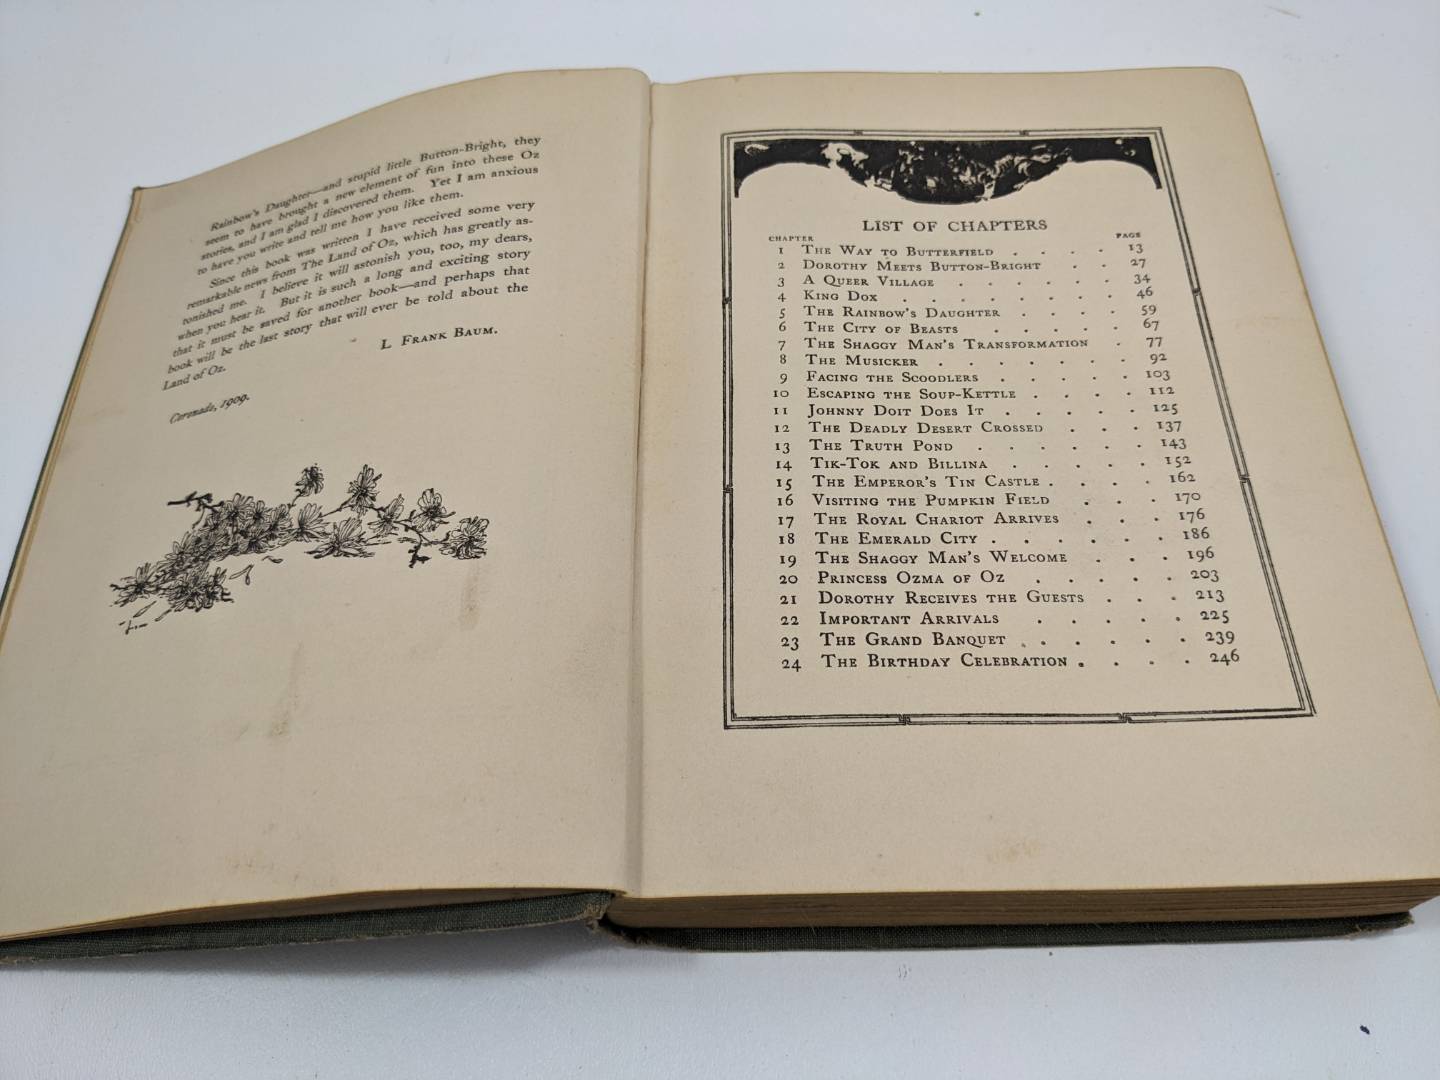 Rainbow's Daughter—and stupid little Button-Bright, they
seem to have brought a new element of fun into these Oz
stories, and I am glad I discovered them. Yet I am anxious
to have you write and tell me how you like them.
Since this book was written I have received some very
remarkable news from The Land of Oz, which has greatly as-
tonished me. I believe it will astonish you, too, my dears,
when you hear it. But it is such a long and exciting story
that it must be saved for another book—and perhaps that
book will be the last story that will ever be told about the
Land of Oz.
L Frank Baum.
Coronado, 1909.
LIST OF CHAPTERS
CHAPTER PAGE
1 The Way to Butterfield . . . . 13
2 Dorothy Meets Button-Bright . . 27
3 A Queer Village . . . . . . 34
4 King Dox . . . . . . . . 46
5 The Rainbow's Daughter . . . . 59
6 The City of Beasts . . . . . 67
7 The Shaggy Man's Transformation . 77
8 The Musicker . . . . . . . 92
9 Facing the Scoodlers . . . . . 103
10 Escaping the Soup-Kettle . . . . 112
11 Johnny Doit Does It . . . . . 125
12 The Deadly Desert Crossed . . . 137
13 The Truth Pond . . . . . . 143
14 Tik-Tok and Billina . . . . . 152
15 The Emperor's Tin Castle . . . . 162
16 Visiting the Pumpkin Field . . . 170
17 The Royal Chariot Arrives . . . 176
18 The Emerald City . . . . . . 186
19 The Shaggy Man's Welcome . . . 196
20 Princess Ozma of Oz . . . . . 203
21 Dorothy Receives the Guests . . . 213
22 Important Arrivals . . . . . 225
23 The Grand Banquet . . . . . . 239
24 The Birthday Celebration . . . . 246